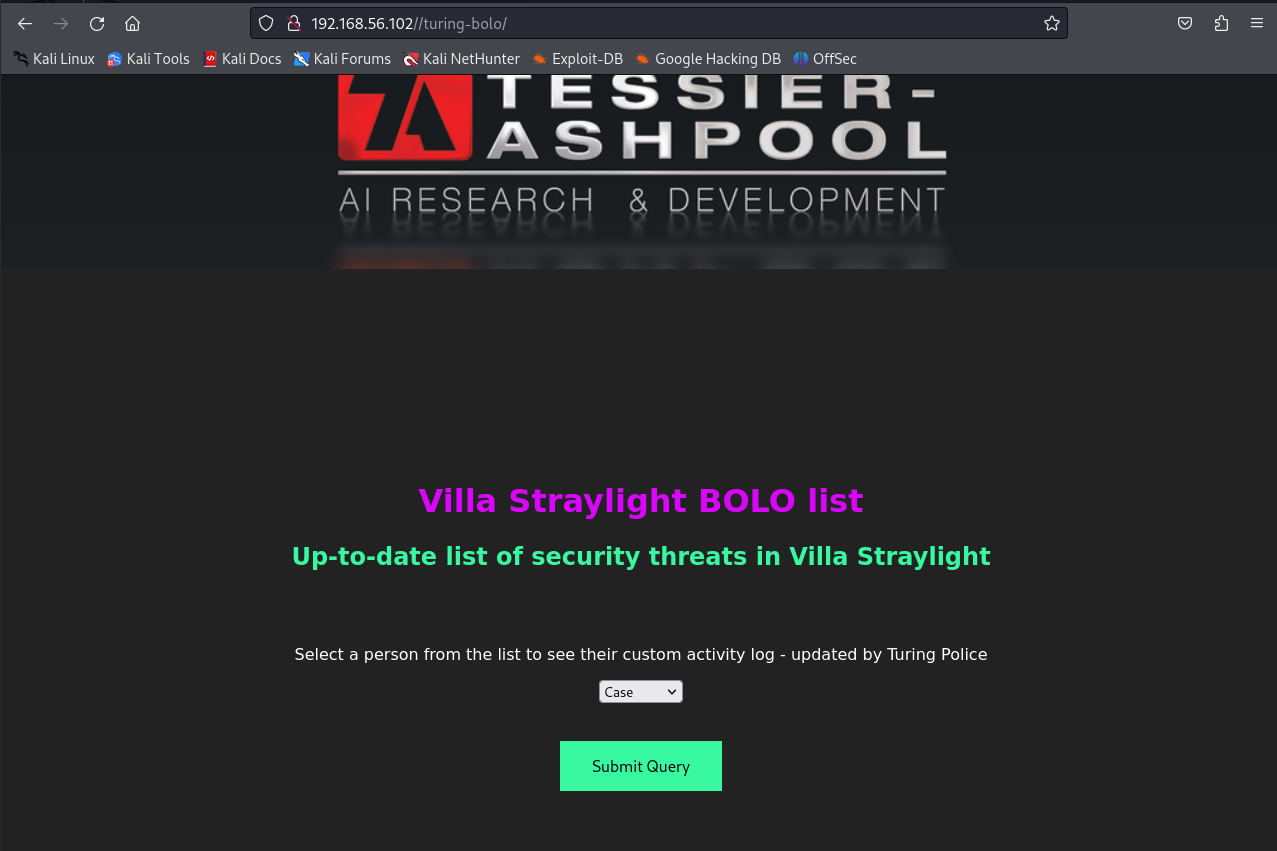 192.168.56.102//turing-bolo/
Kali Linux Kali Tools Kali Docs Kali Forums Kali NetHunter Exploit-DB Google Hacking DB OffSec
TESSIER-
ASHPOOL
AI RESEARCH & DEVELOPMENT
Villa Straylight BOLO list
Up-to-date list of security threats in Villa Straylight
Select a person from the list to see their custom activity log - updated by Turing Police
Case
Submit Query